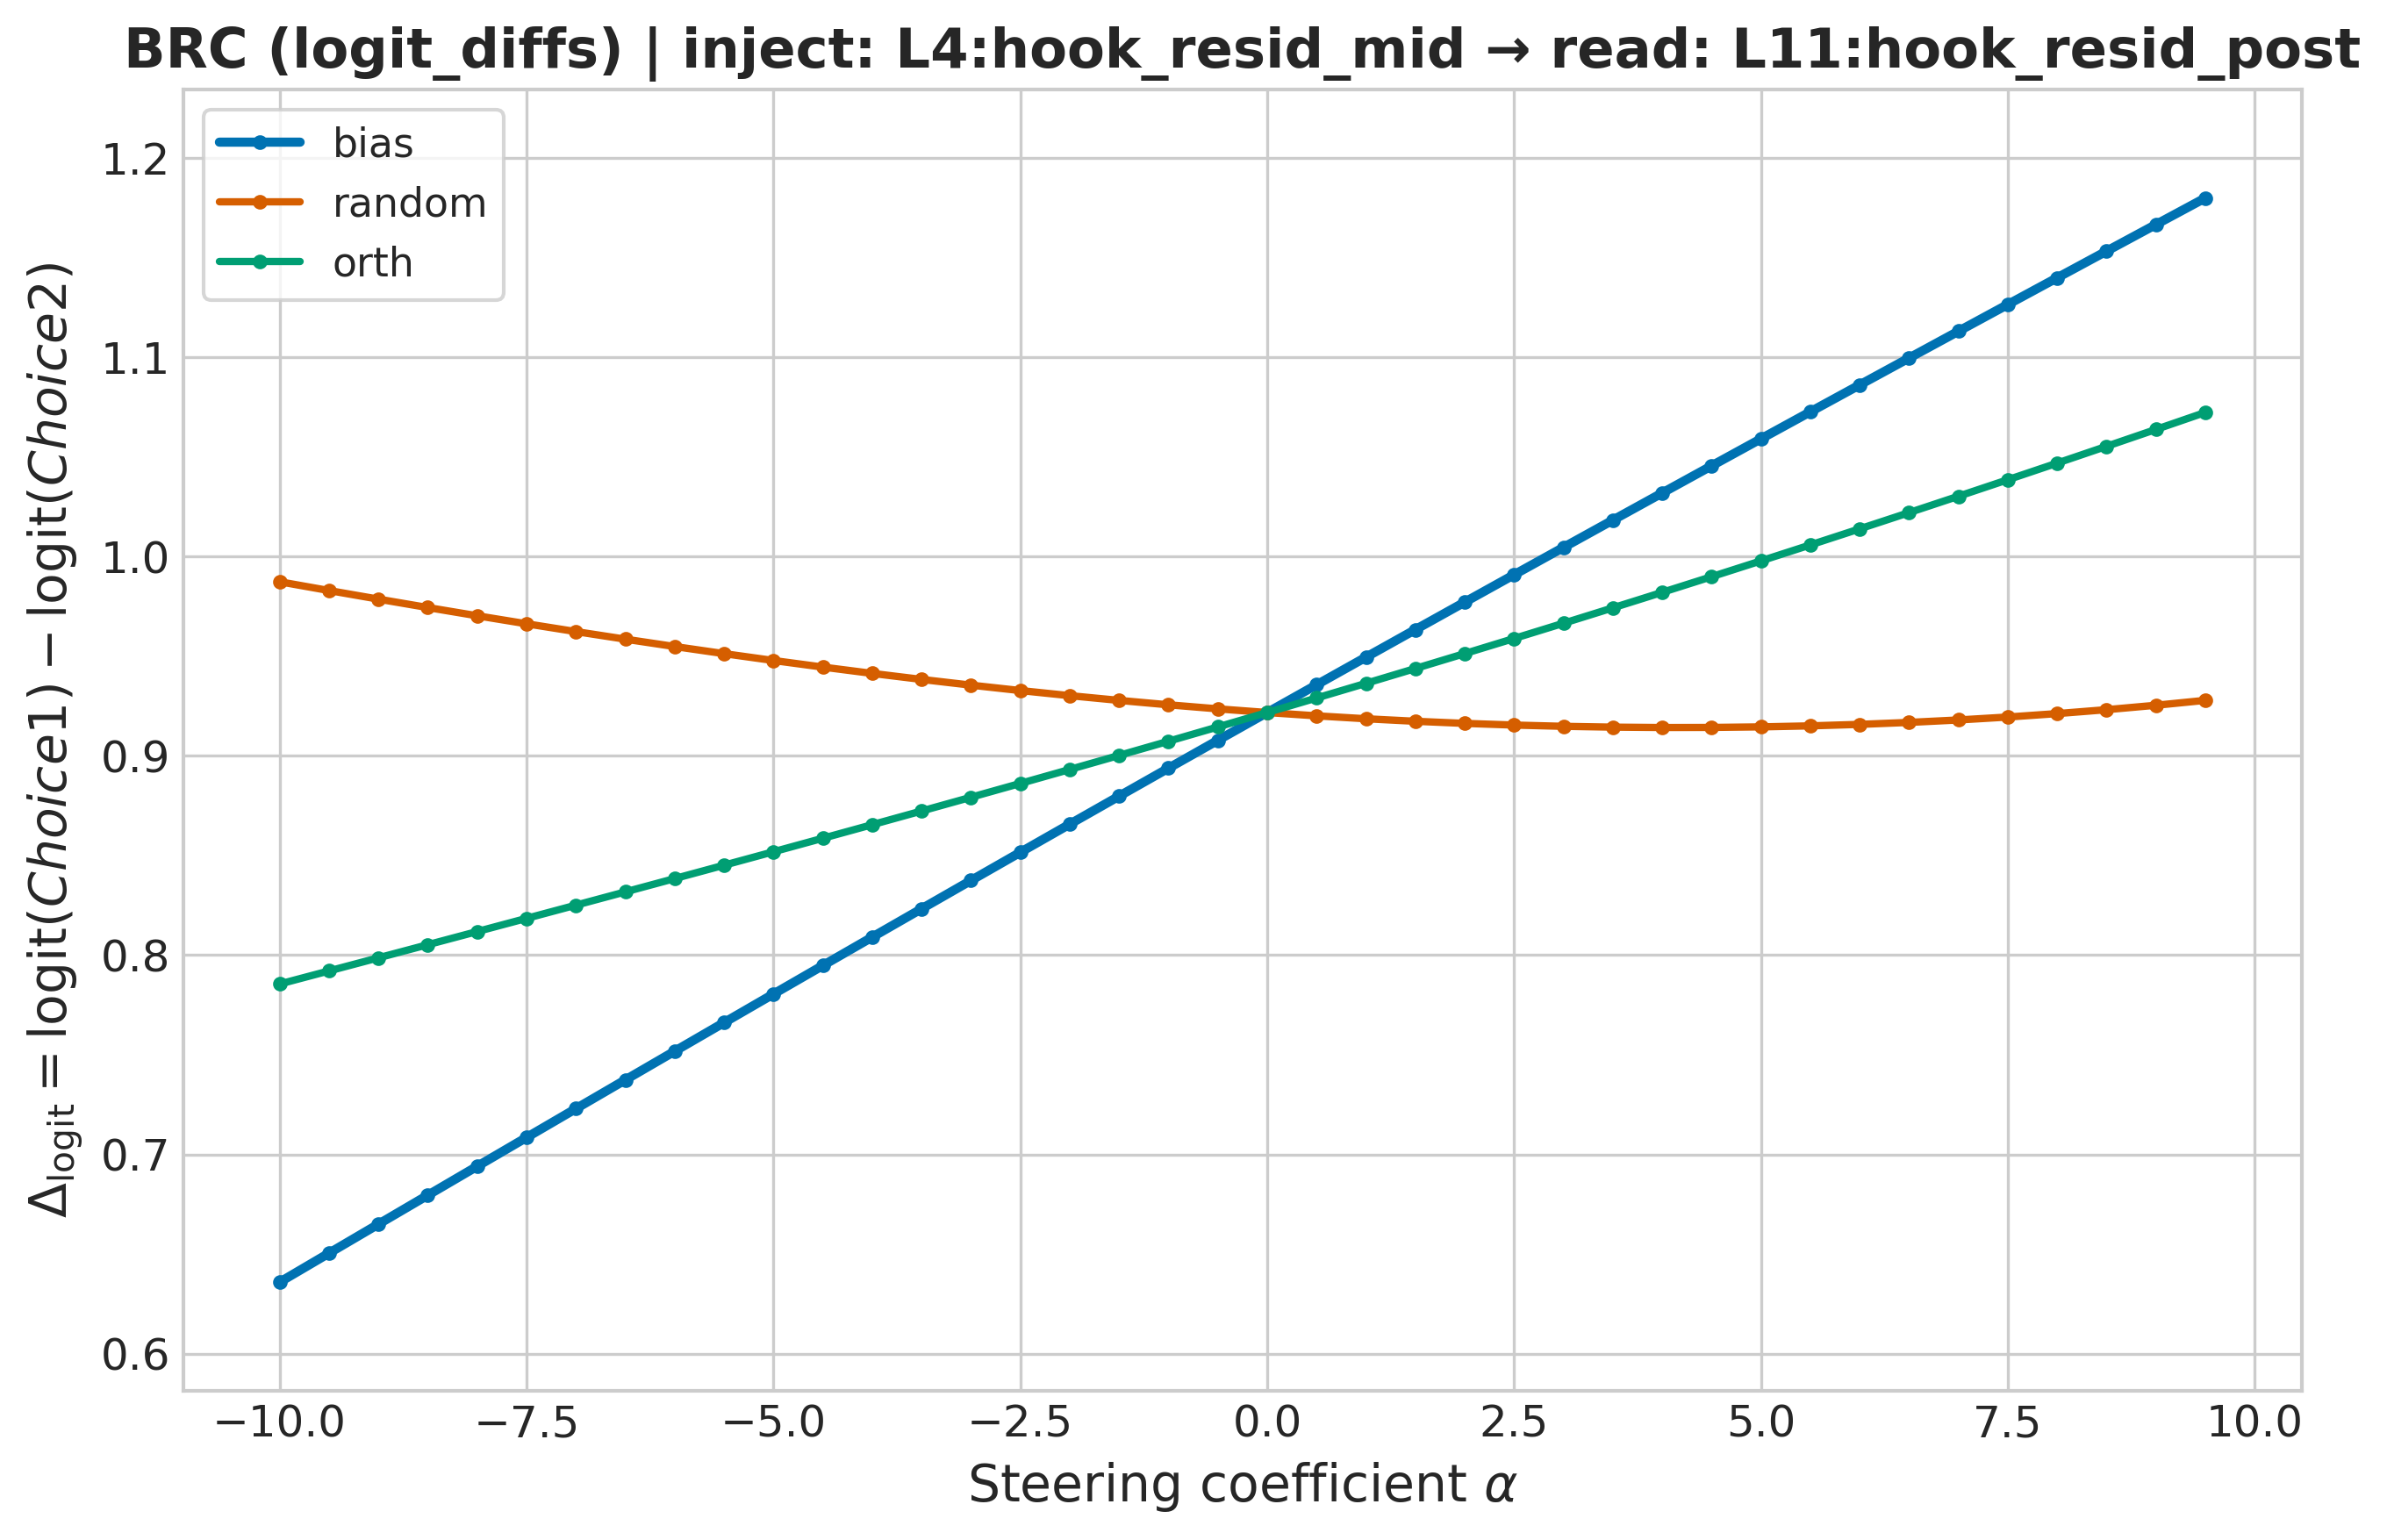 BRC (logit_diffs) | inject: L4:hook_resid_mid → read: L11:hook_resid_post
bias
random
orth
Δlogit = logit(Choice1) − logit(Choice2)
1.2
1.1
1.0
0.9
0.8
0.7
0.6
−10.0 −7.5 −5.0 −2.5 0.0 2.5 5.0 7.5 10.0
Steering coefficient α